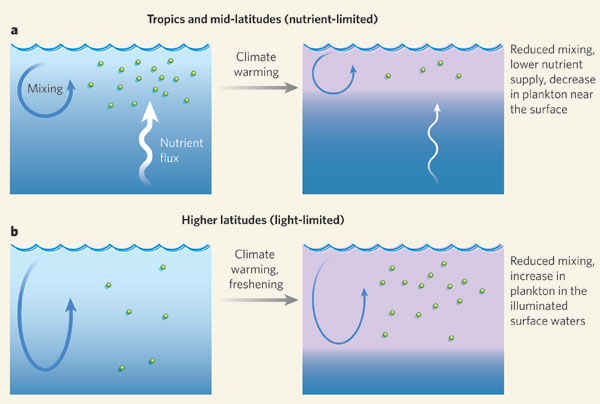 Tropics and mid-latitudes (nutrient-limited)
a
Mixing
Nutrient
flux
Climate
warming
Reduced mixing,
lower nutrient
supply, decrease
in plankton near
the surface
Higher latitudes (light-limited)
b
Climate
warming,
freshening
Reduced mixing,
increase in
plankton in the
illuminated
surface waters